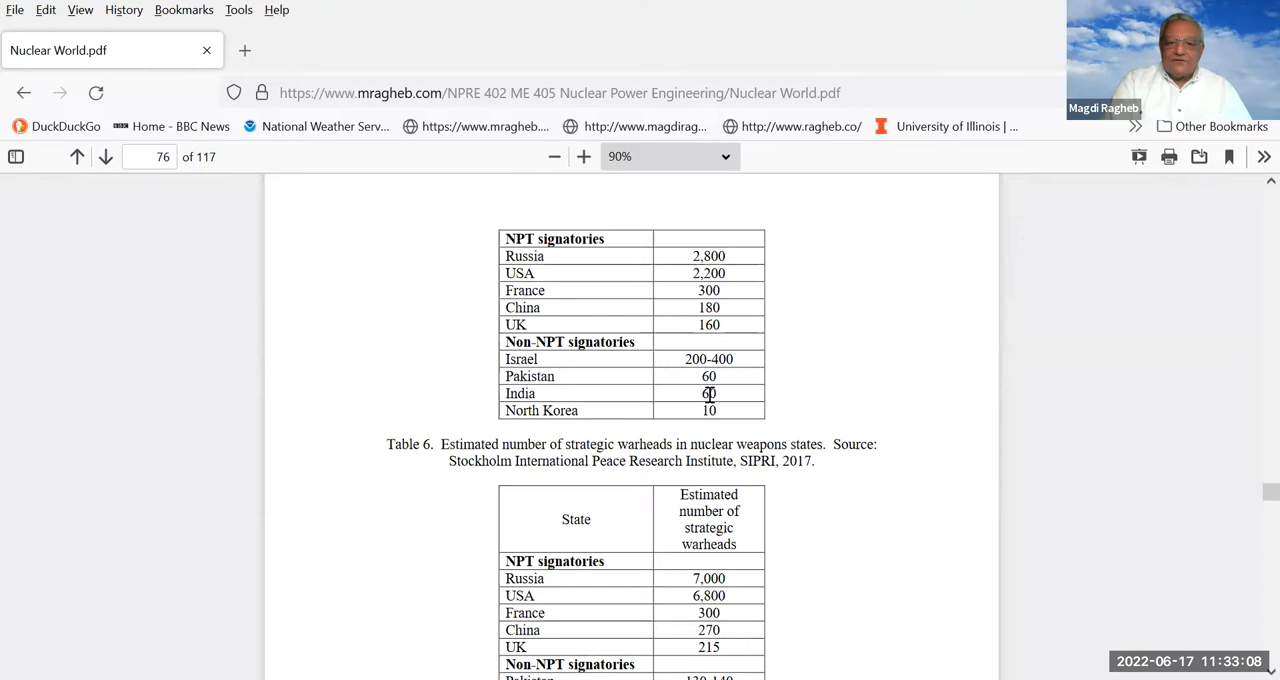 File Edit View History Bookmarks Tools Help
Nuclear World.pdf
https://www.mragheb.com/NPRE 402 ME 405 Nuclear Power Engineering/Nuclear World.pdf
Magdi Ragheb
DuckDuckGo BBC Home - BBC News National Weather Serv... https://www.mragheb.... http://www.magdirag... http://www.ragheb.co/ University of Illinois | ... Other Bookmarks
76 of 117 90%
NPT signatories
Russia 2,800
USA 2,200
France 300
China 180
UK 160
Non-NPT signatories
Israel 200-400
Pakistan 60
India 60
North Korea 10
Table 6. Estimated number of strategic warheads in nuclear weapons states. Source:
Stockholm International Peace Research Institute, SIPRI, 2017.
State
Estimated
number of
strategic
warheads
NPT signatories
Russia 7,000
USA 6,800
France 300
China 270
UK 215
Non-NPT signatories
Pakistan 130-140
2022-06-17 11:33:08